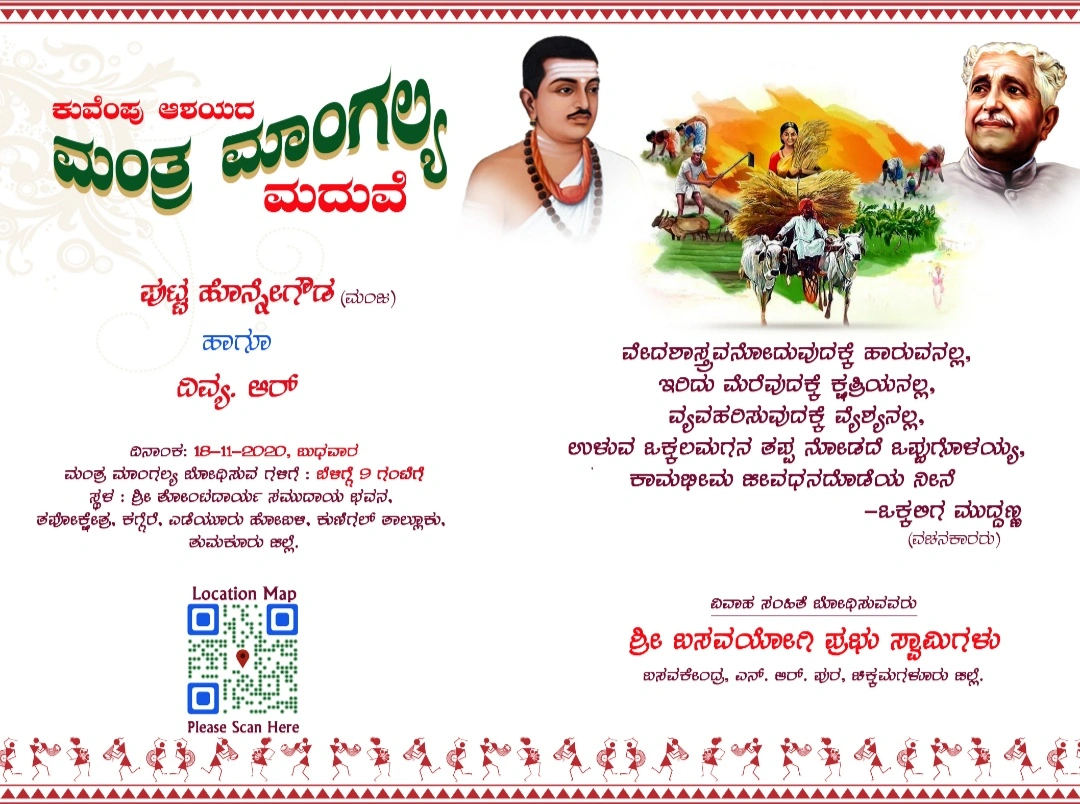 ಕುವೆಂಪು ಆಶಯದ
ಮಂತ್ರ ಮಾಂಗಲ್ಯ
ಮದುವೆ
ಪುಟ್ಟ ಹೊನ್ನೇಗೌಡ (ಮಂಜು)
ಹಾಗೂ
ದಿವ್ಯ. ಆರ್
ದಿನಾಂಕ: 18-11-2020, ಬುಧವಾರ
ಮಂತ್ರ ಮಾಂಗಲ್ಯ ಬೋಧಿಸುವ ಗಳಿಗೆ : ಬೆಳಿಗ್ಗೆ 9 ಗಂಟೆಗೆ
ಸ್ಥಳ : ಶ್ರೀ ತೋಂಟದಾರ್ಯ ಸಮುದಾಯ ಭವನ,
ತಪೋಕ್ಷೇತ್ರ, ಕಗ್ಗೆರೆ, ಎಡೆಯೂರು ಹೋಬಳಿ, ಕುಣಿಗಲ್ ತಾಲ್ಲೂಕು,
ತುಮಕೂರು ಜಿಲ್ಲೆ.
Location Map
Please Scan Here
ವೇದಶಾಸ್ತ್ರವನೋದುವುದಕ್ಕೆ ಹಾರುವನಲ್ಲ,
ಇರಿದು ಮೆರೆವುದಕ್ಕೆ ಕ್ಷತ್ರಿಯನಲ್ಲ,
ವ್ಯವಹರಿಸುವುದಕ್ಕೆ ವೈಶ್ಯನಲ್ಲ,
ಉಳುವ ಒಕ್ಕಲಮಗನ ತಪ್ಪ ನೋಡದೆ ಒಪ್ಪುಗೊಳಯ್ಯ,
ಕಾಮಭೀಮ ಜೀವಧನದೊಡೆಯ ನೀನೆ
-ಒಕ್ಕಲಿಗ ಮುದ್ದಣ್ಣ
(ವಚನಕಾರರು)
ವಿವಾಹ ಸಂಹಿತೆ ಬೋಧಿಸುವವರು
ಶ್ರೀ ಬಸವಯೋಗಿ ಪ್ರಭು ಸ್ವಾಮಿಗಳು
ಬಸವಕೇಂದ್ರ, ಎನ್. ಆರ್. ಪುರ, ಚಿಕ್ಕಮಗಳೂರು ಜಿಲ್ಲೆ.